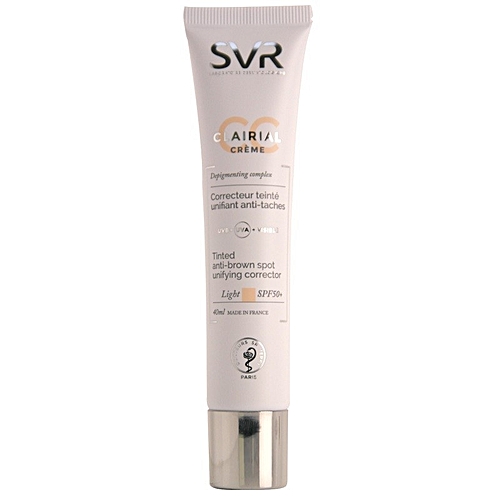 SVR
CC
CLAIRIAL
CRÈME
Depigmenting complex
Correcteur teinté
unifiant anti-taches
UVB + UVA + VISIBLE
Tinted
anti-brown spot
unifying corrector
Light SPF50+
40ml MADE IN FRANCE
PARIS